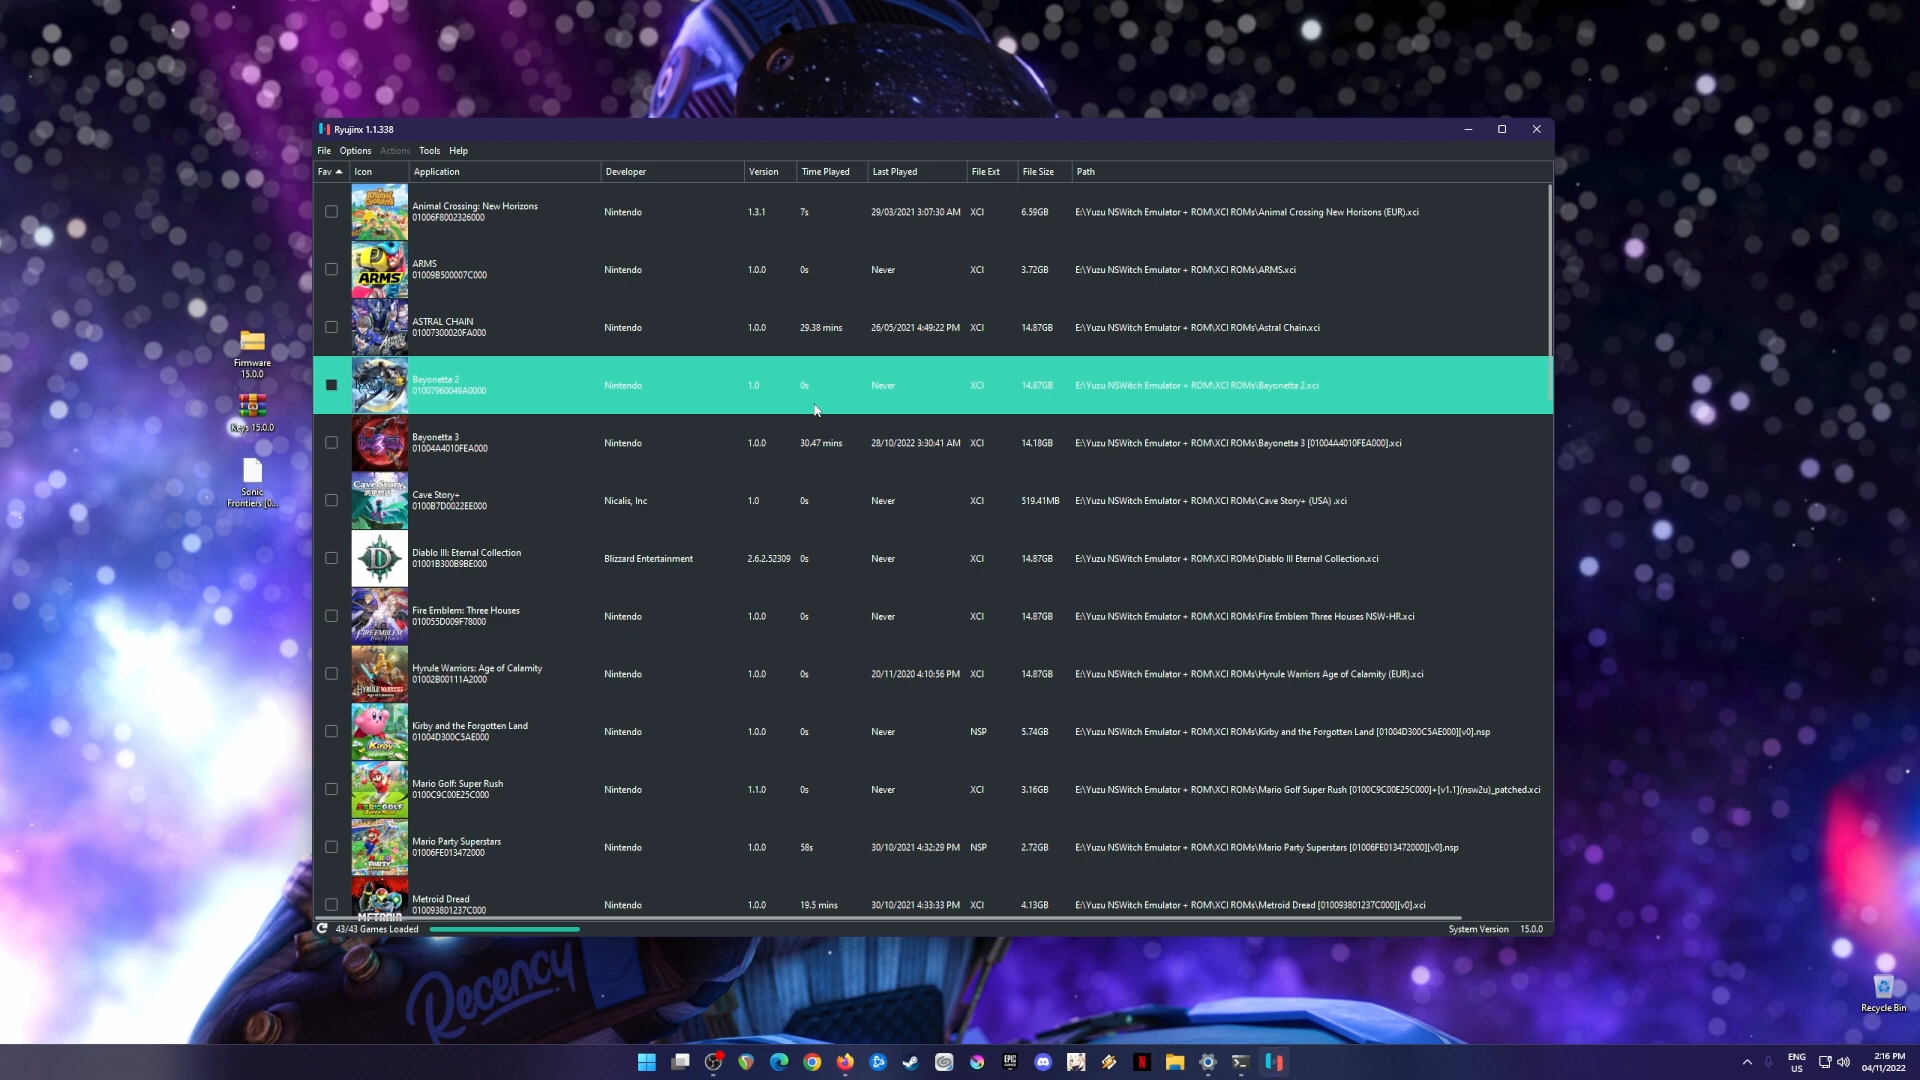 Ryujinx 1.1.338
File Options Actions Tools Help
Fav Icon Application Developer Version Time Played Last Played File Ext File Size Path
Animal Crossing: New Horizons
01006F8002326000
Nintendo 1.3.1 7s 29/03/2021 3:07:30 AM XCI 6.59GB E:\Yuzu NSWitch Emulator + ROM\XCI ROMs\Animal Crossing New Horizons (EUR).xci
ARMS
01009B500007C000
Nintendo 1.0.0 0s Never XCI 3.72GB E:\Yuzu NSWitch Emulator + ROM\XCI ROMs\ARMS.xci
ARMS
ASTRAL CHAIN
01007300020FA000
Nintendo 1.0.0 29.38 mins 26/05/2021 4:49:22 PM XCI 14.87GB E:\Yuzu NSWitch Emulator + ROM\XCI ROMs\Astral Chain.xci
Bayonetta 2
01007960049A0000
Nintendo 1.0 0s Never XCI 14.87GB E:\Yuzu NSWitch Emulator + ROM\XCI ROMs\Bayonetta 2.xci
Bayonetta 3
01004A4010FEA000
Nintendo 1.0.0 30.47 mins 28/10/2022 3:30:41 AM XCI 14.18GB E:\Yuzu NSWitch Emulator + ROM\XCI ROMs\Bayonetta 3 [01004A4010FEA000].xci
Cave Story+
0100B7D0022EE000
Nicalis, Inc 1.0 0s Never XCI 519.41MB E:\Yuzu NSWitch Emulator + ROM\XCI ROMs\Cave Story+ (USA) .xci
Diablo III: Eternal Collection
01001B300B9BE000
Blizzard Entertainment 2.6.2.52309 0s Never XCI 14.87GB E:\Yuzu NSWitch Emulator + ROM\XCI ROMs\Diablo III Eternal Collection.xci
Fire Emblem: Three Houses
010055D009F78000
Nintendo 1.0.0 0s Never XCI 14.87GB E:\Yuzu NSWitch Emulator + ROM\XCI ROMs\Fire Emblem Three Houses NSW-HR.xci
Hyrule Warriors: Age of Calamity
01002B00111A2000
Nintendo 1.0.0 0s 20/11/2020 4:10:56 PM XCI 14.87GB E:\Yuzu NSWitch Emulator + ROM\XCI ROMs\Hyrule Warriors Age of Calamity (EUR).xci
Kirby and the Forgotten Land
01004D300C5AE000
Nintendo 1.0.0 0s Never NSP 5.74GB E:\Yuzu NSWitch Emulator + ROM\XCI ROMs\Kirby and the Forgotten Land [01004D300C5AE000][v0].nsp
Mario Golf: Super Rush
0100C9C00E25C000
Nintendo 1.1.0 0s Never XCI 3.16GB E:\Yuzu NSWitch Emulator + ROM\XCI ROMs\Mario Golf Super Rush [0100C9C00E25C000]+[v1.1](nsw2u)_patched.xci
Mario Party Superstars
01006FE013472000
Nintendo 1.0.0 58s 30/10/2021 4:32:29 PM NSP 2.72GB E:\Yuzu NSWitch Emulator + ROM\XCI ROMs\Mario Party Superstars [01006FE013472000][v0].nsp
Metroid Dread
010093801237C000
Nintendo 1.0.0 19.5 mins 30/10/2021 4:33:33 PM XCI 4.13GB E:\Yuzu NSWitch Emulator + ROM\XCI ROMs\Metroid Dread [010093801237C000][v0].xci
METROID
43/43 Games Loaded
System Version 15.0.0
Firmware
15.0.0
Keys 15.0.0
Sonic
Frontiers [0...
Recency
Recycle Bin
EPIC
ENG
US
2:16 PM
04/11/2022